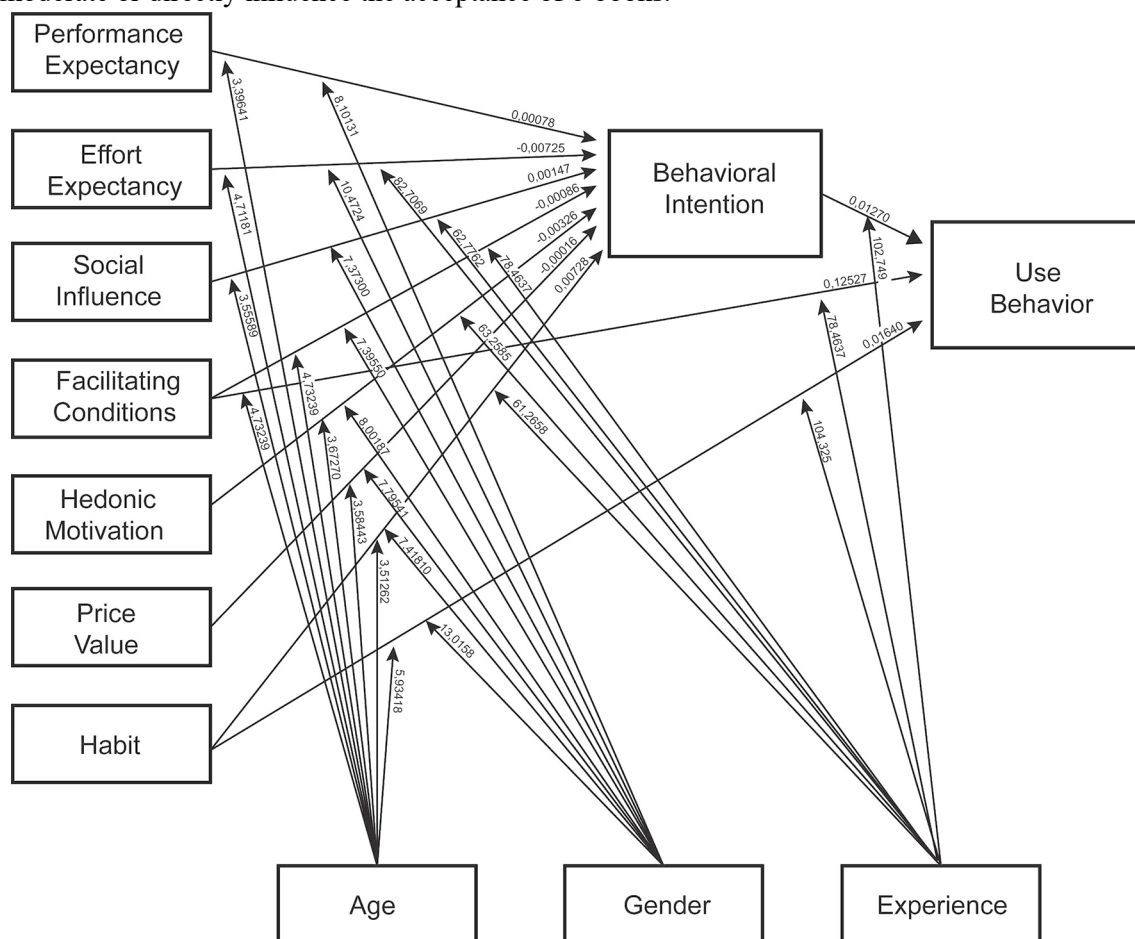 moderate or directly influence the acceptance of e-books.
Performance
Expectancy
Effort
Expectancy
Social
Influence
Facilitating
Conditions
Hedonic
Motivation
Price
Value
Habit
Behavioral
Intention
Use
Behavior
Age
Gender
Experience
0,00078
-0,00725
0,00147
-0,00086
-0,00326
-0,00016
0,00728
0,01270
0,12527
0,01640
3,39641
4,71181
3,55589
4,73239
4,73239
3,67270
3,58443
3,51262
5,93418
8,10131
10,4724
7,37300
7,39550
8,00187
7,79541
7,41810
13,0158
82,7069
62,7762
78,4637
63,2585
61,2658
102,749
78,4637
104,325